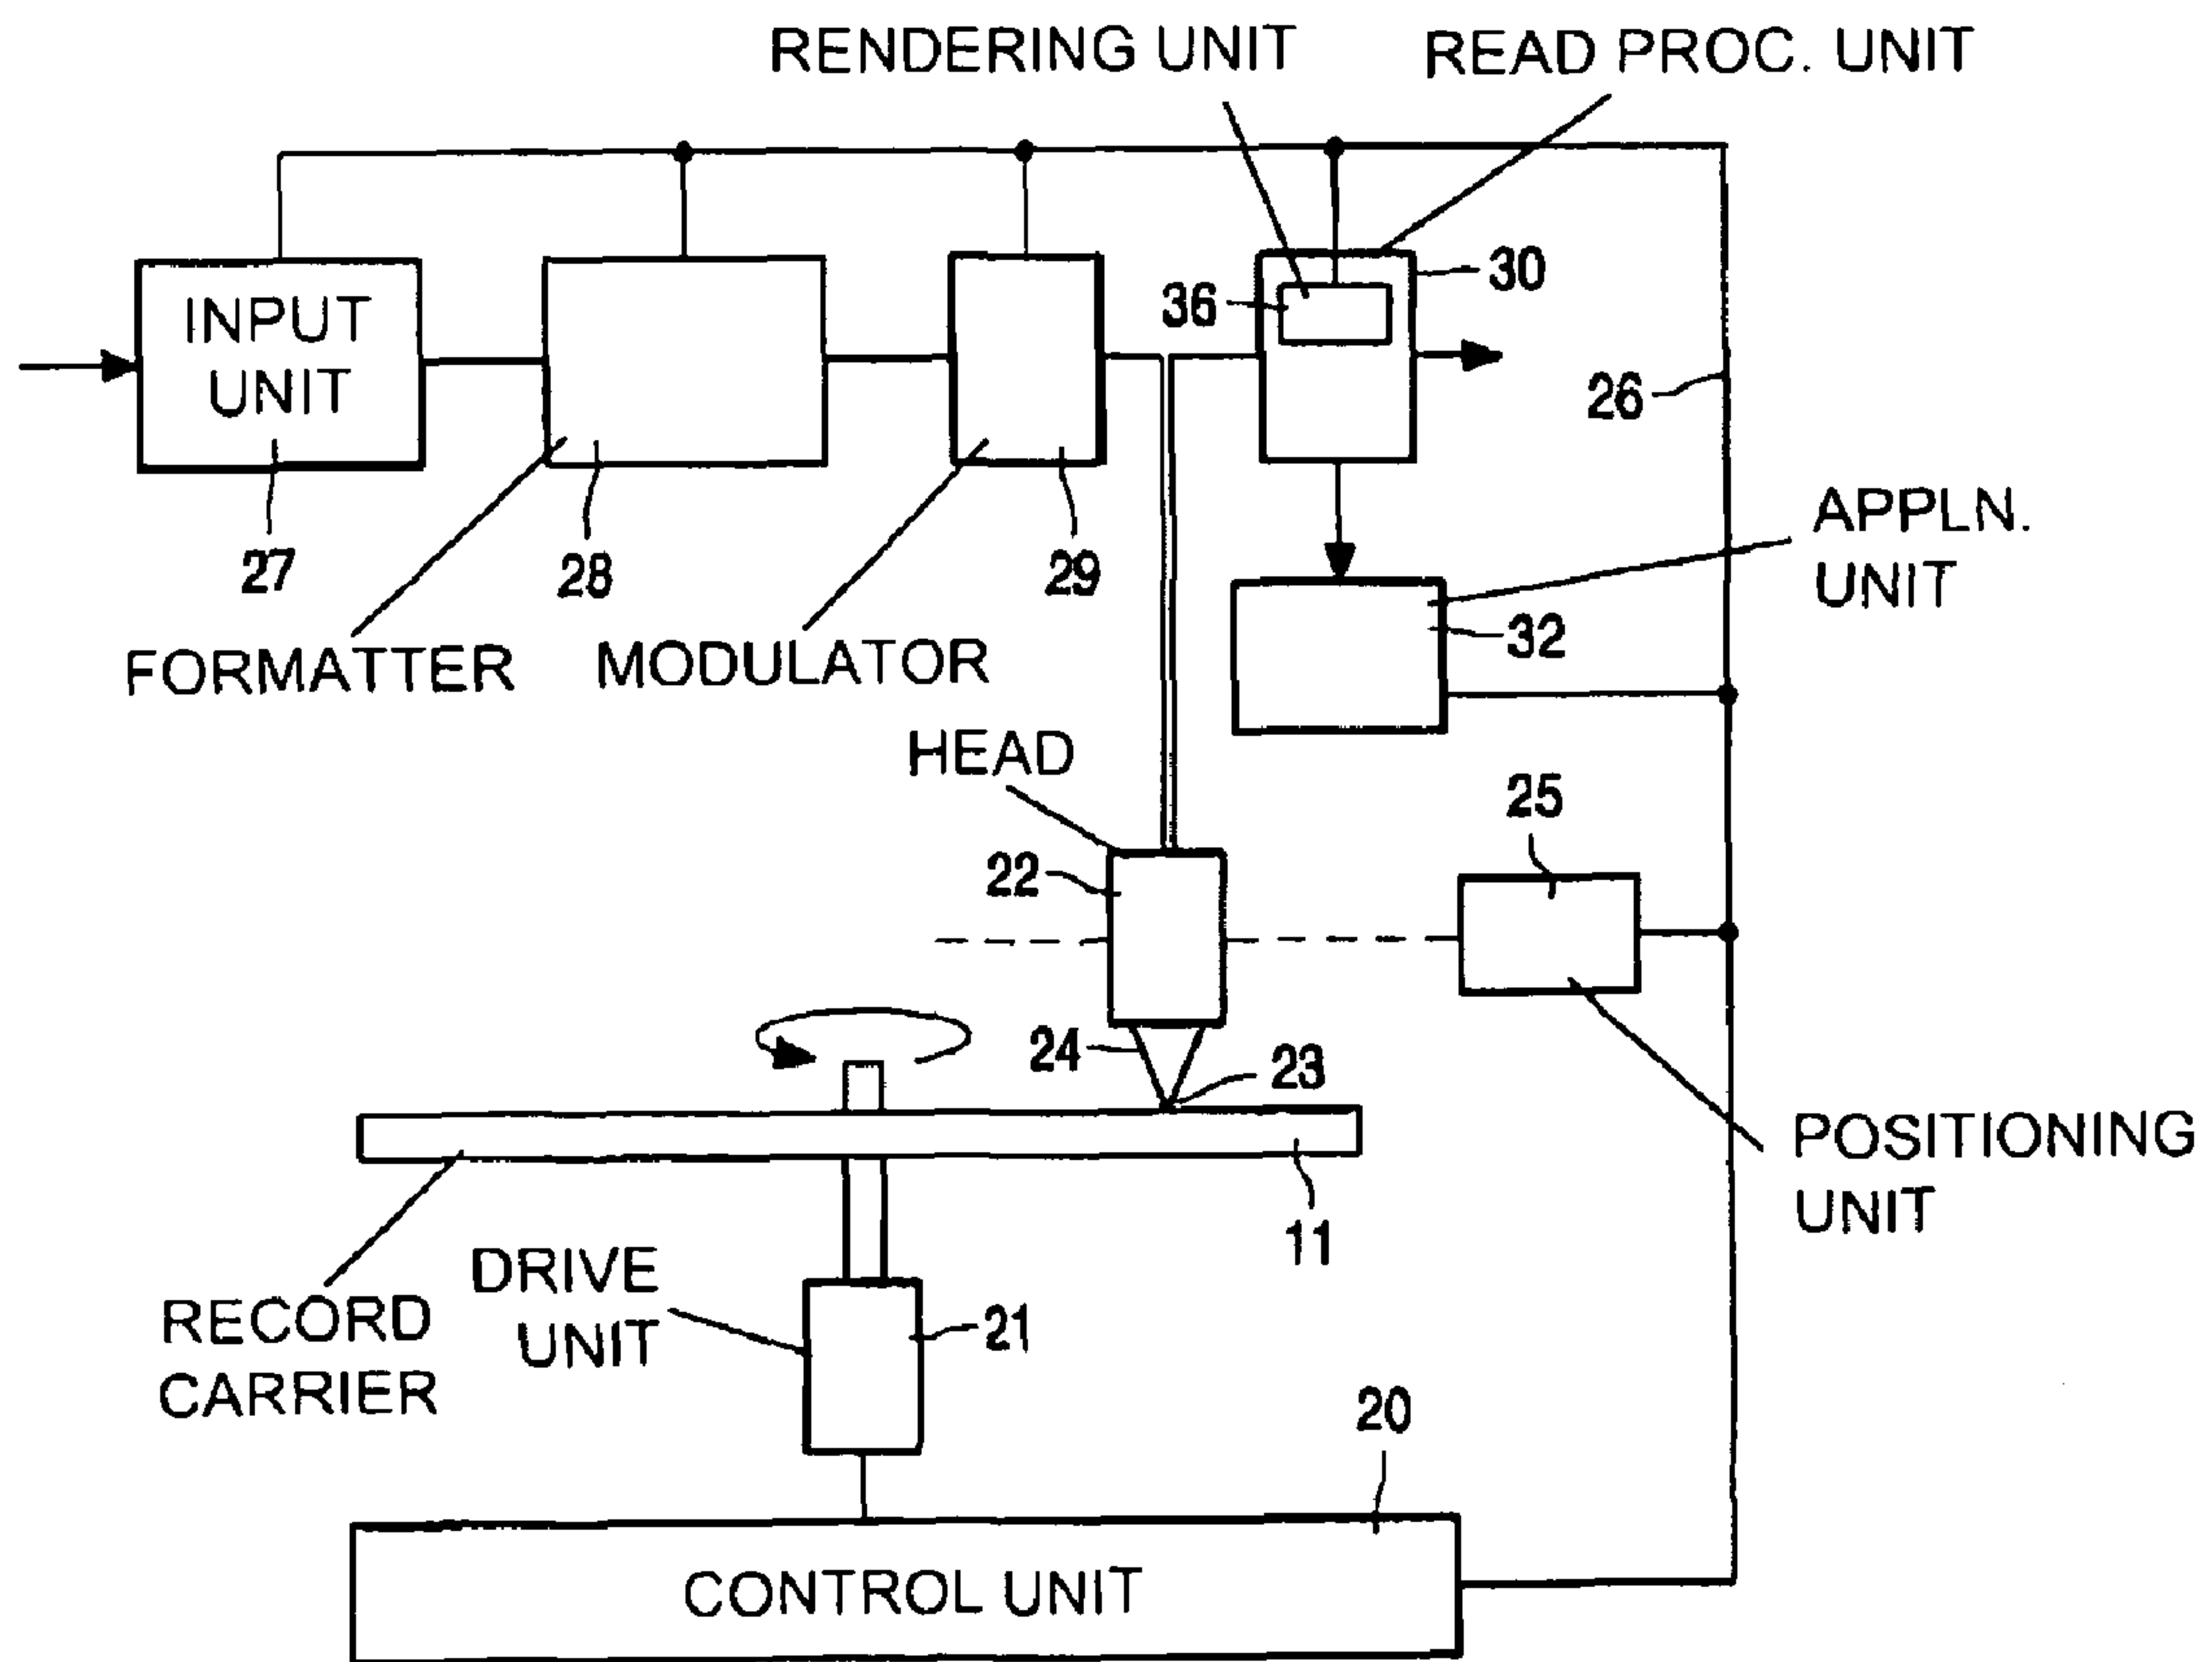 RENDERING UNIT
READ PROC. UNIT
INPUT
UNIT
36
30
26
27
28
29
APPLN.
UNIT
32
FORMATTER
MODULATOR
HEAD
25
22
24
23
POSITIONING
UNIT
11
DRIVE
UNIT
21
RECORD
CARRIER
20
CONTROL UNIT